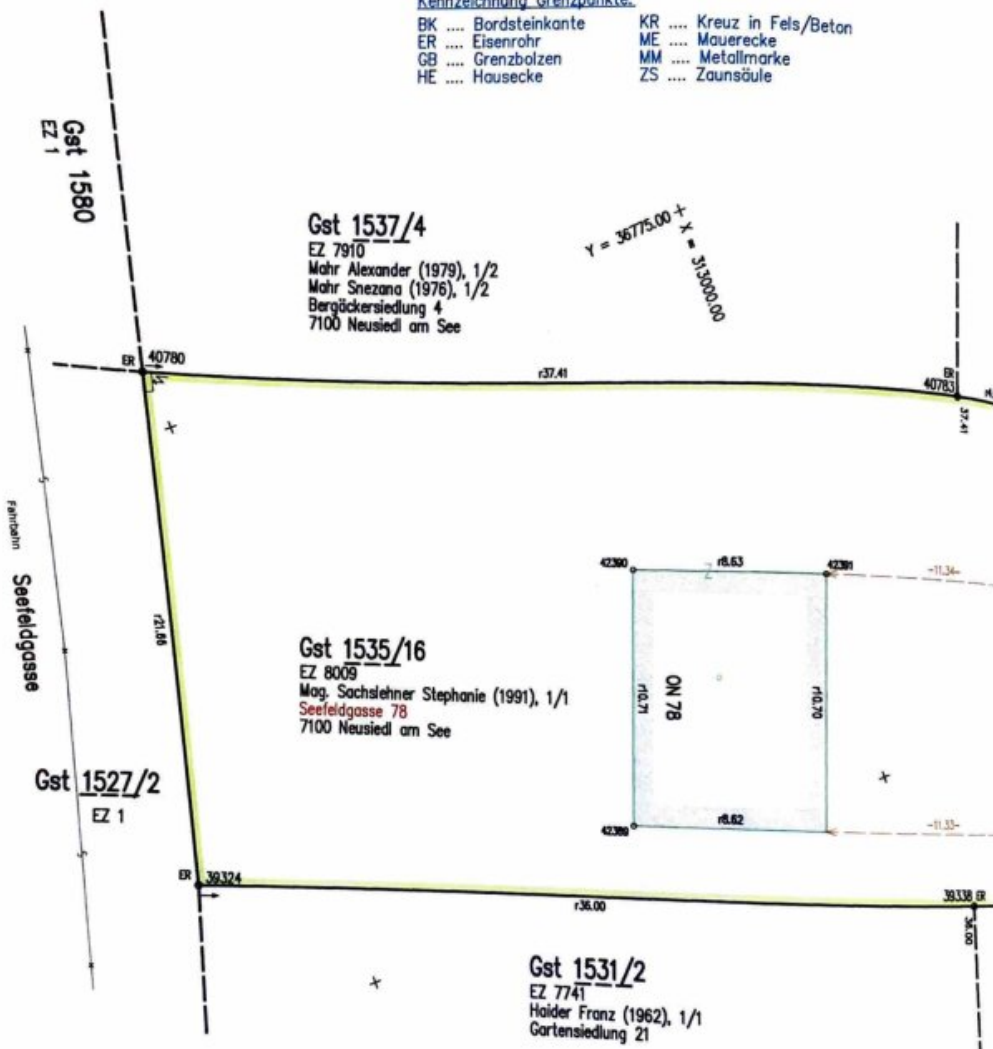 Kennzeichnung Grenzpunkte:
BK .... Bordsteinkante
ER .... Eisenrohr
GB .... Grenzbolzen
HE .... Hausecke
KR .... Kreuz in Fels/Beton
ME .... Mauerecke
MM .... Metallmarke
ZS .... Zaunsäule
Gst 1580
EZ 1
Gst 1537/4
EZ 7910
Mahr Alexander (1979), 1/2
Mahr Snezana (1976), 1/2
Bergäckersiedlung 4
7100 Neusiedl am See
Y = 36775.00
X = 313000.00
ER 40780
r37.41
ER
40783
37.41
Fahrbahn
Seefeldgasse
r21.86
42390
r8.63
42391
-11.34-
Gst 1535/16
EZ 8009
Mag. Sachslehner Stephanie (1991), 1/1
Seefeldgasse 78
7100 Neusiedl am See
r10.71
ON 78
r10.70
Gst 1527/2
EZ 1
42389
r8.62
-11.33-
ER 39324
r36.00
39338 ER
36.00
Gst 1531/2
EZ 7741
Haider Franz (1962), 1/1
Gartensiedlung 21